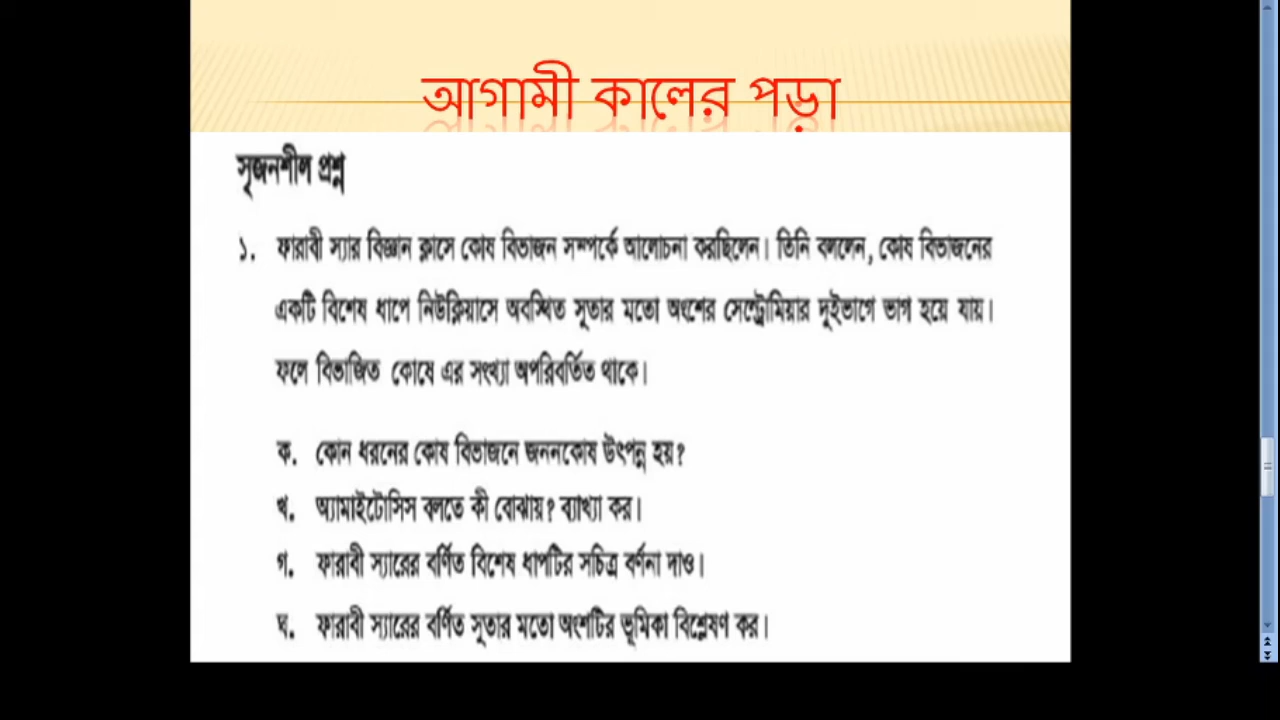 আগামী কালের পড়া
সৃজনশীল প্রশ্ন
১. ফারাবী স্যার বিজ্ঞান ক্লাসে কোষ বিভাজন সম্পর্কে আলোচনা করছিলেন। তিনি বললেন, কোষ বিভাজনের
একটি বিশেষ ধাপে নিউক্লিয়াসে অবস্থিত সূতার মতো অংশের সেন্ট্রোমিয়ার দুইভাগে ভাগ হয়ে যায়।
ফলে বিভাজিত কোষে এর সংখ্যা অপরিবর্তিত থাকে।
ক. কোন ধরনের কোষ বিভাজনে জননকোষ উৎপন্ন হয়?
খ. অ্যামাইটোসিস বলতে কী বোঝায়? ব্যাখ্যা কর।
গ. ফারাবী স্যারের বর্ণিত বিশেষ ধাপটির সচিত্র বর্ণনা দাও।
ঘ. ফারাবী স্যারের বর্ণিত সূতার মতো অংশটির ভূমিকা বিশ্লেষণ কর।